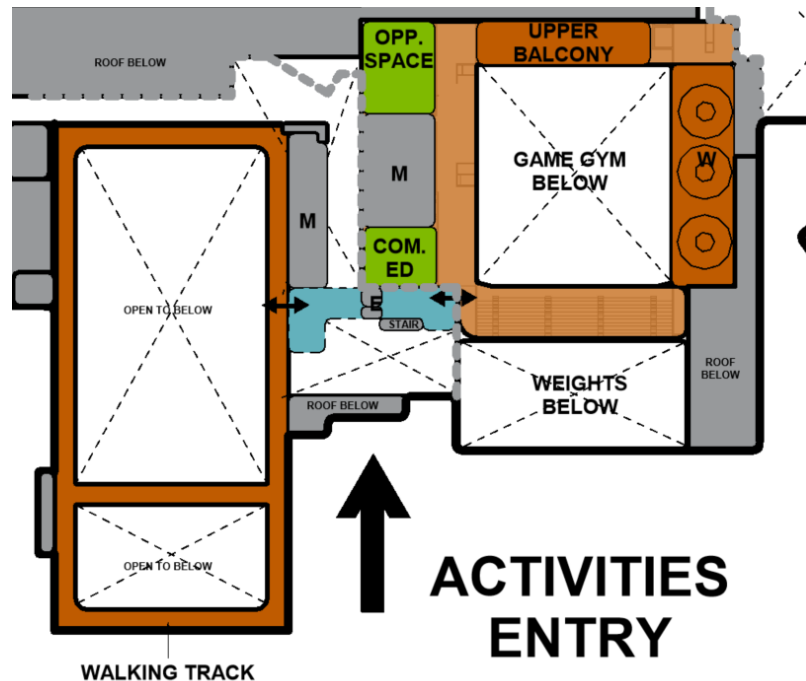 ROOF BELOW
OPP.
SPACE
UPPER
BALCONY
M
GAME GYM
BELOW
W
M
COM.
ED
OPEN TO BELOW
E
STAIR
ROOF BELOW
WEIGHTS
BELOW
ROOF
BELOW
ACTIVITIES
ENTRY
OPEN TO BELOW
WALKING TRACK